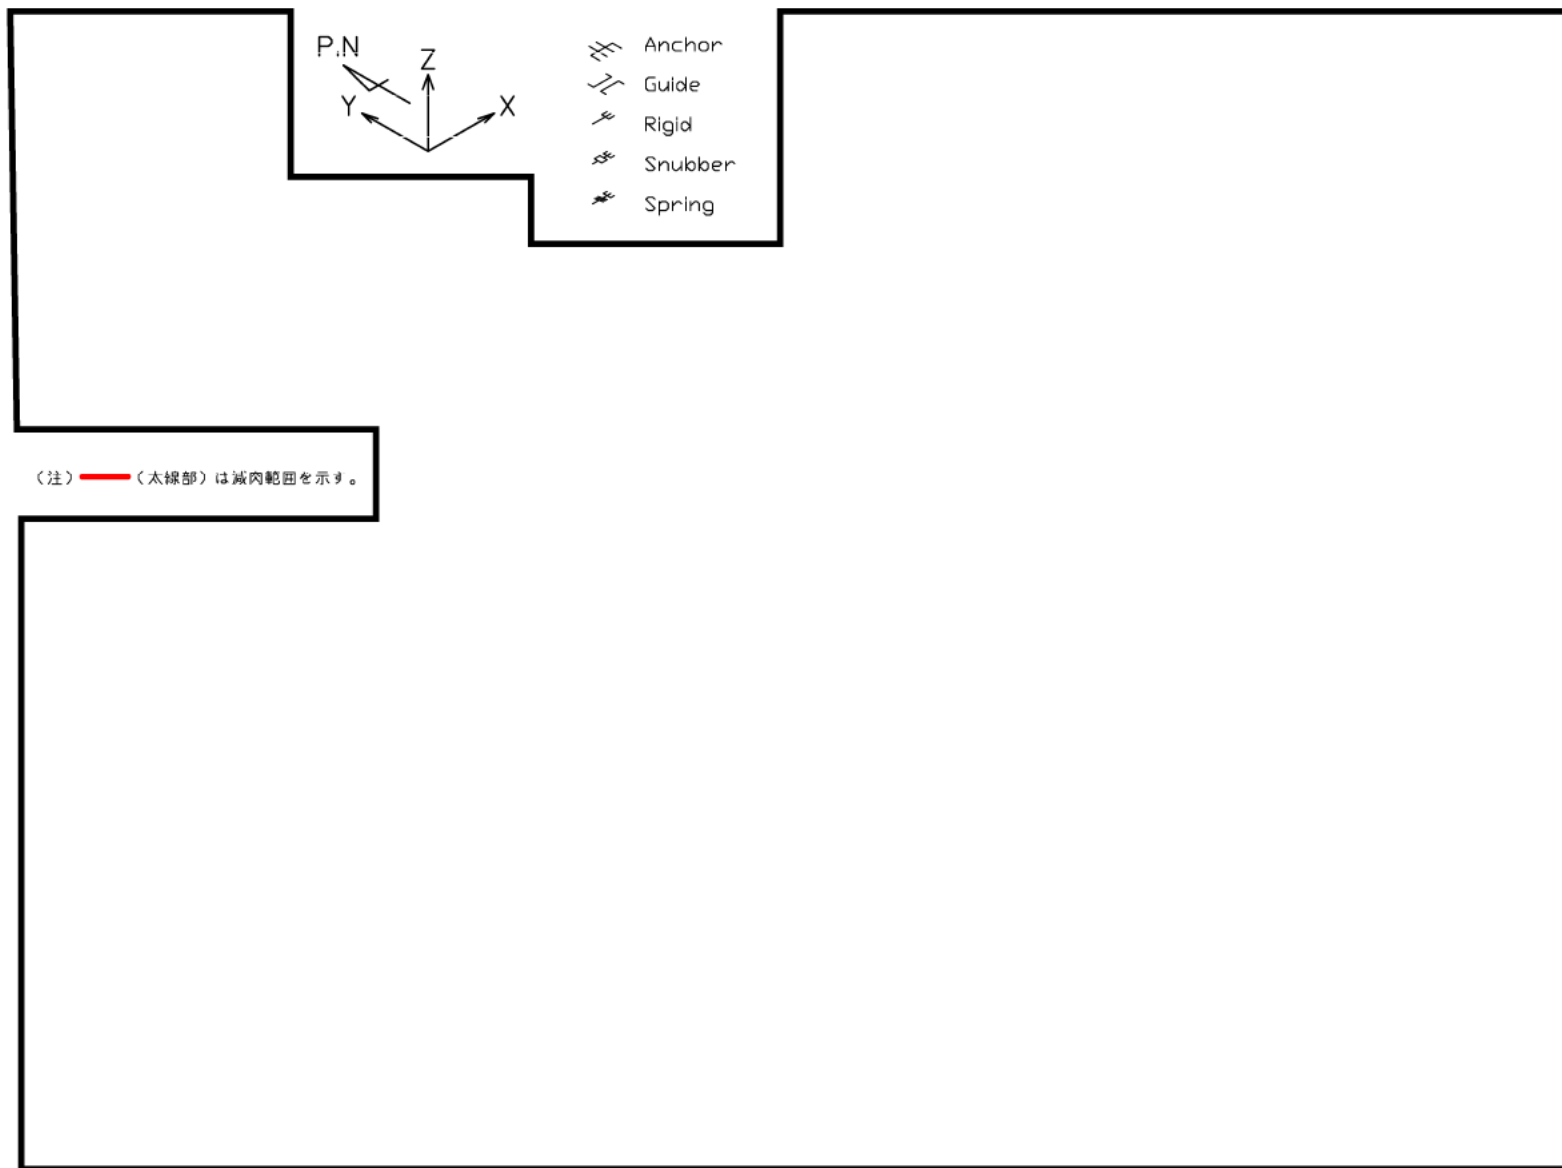 P.N
Z
Y
X
Anchor
Guide
Rigid
Snubber
Spring
（注） （太線部）は減肉範囲を示す。